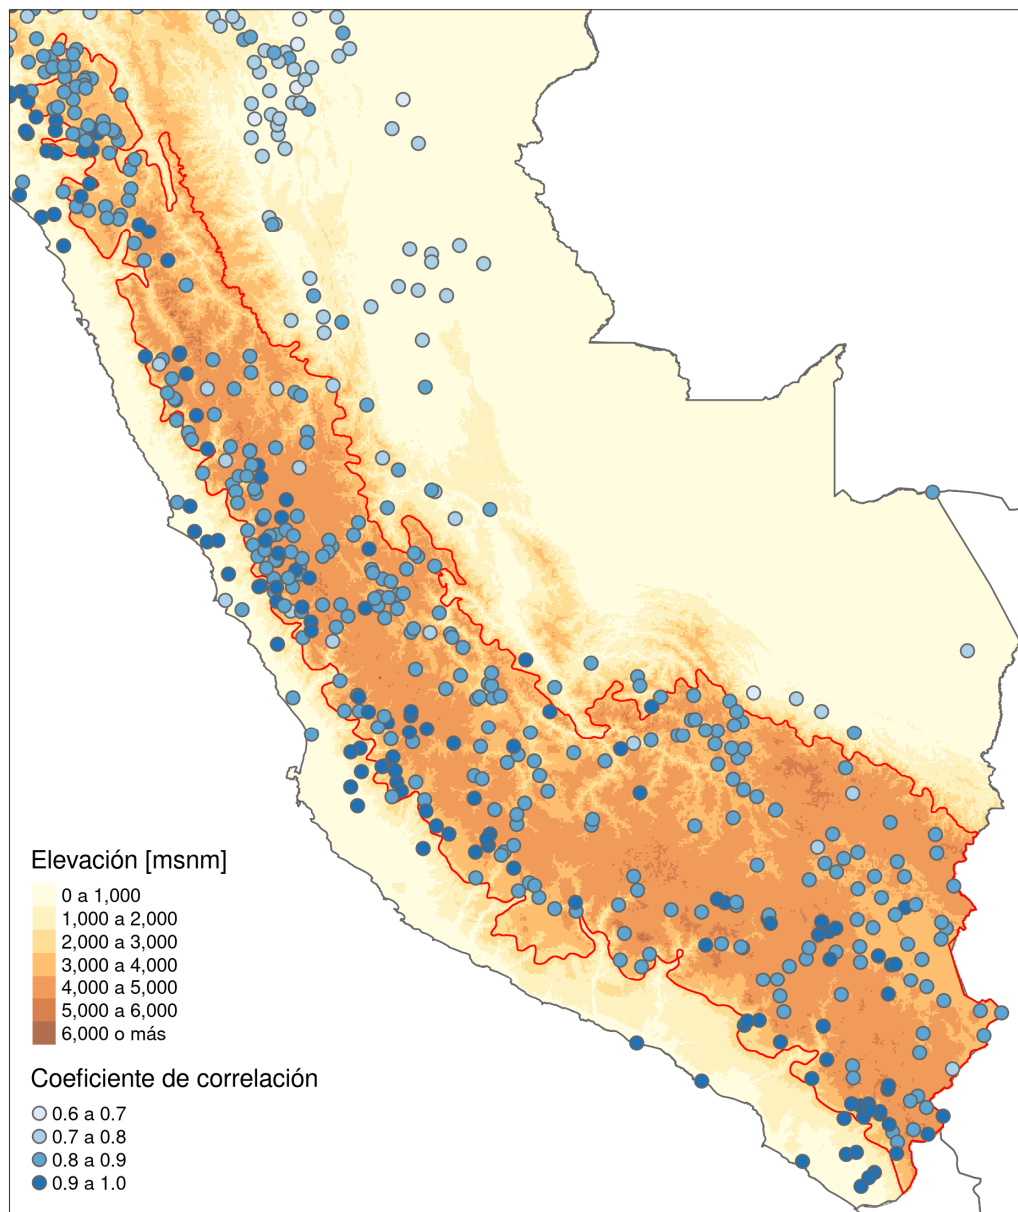 Elevación [msnm]
0 a 1,000
1,000 a 2,000
2,000 a 3,000
3,000 a 4,000
4,000 a 5,000
5,000 a 6,000
6,000 o más
Coeficiente de correlación
0.6 a 0.7
0.7 a 0.8
0.8 a 0.9
0.9 a 1.0